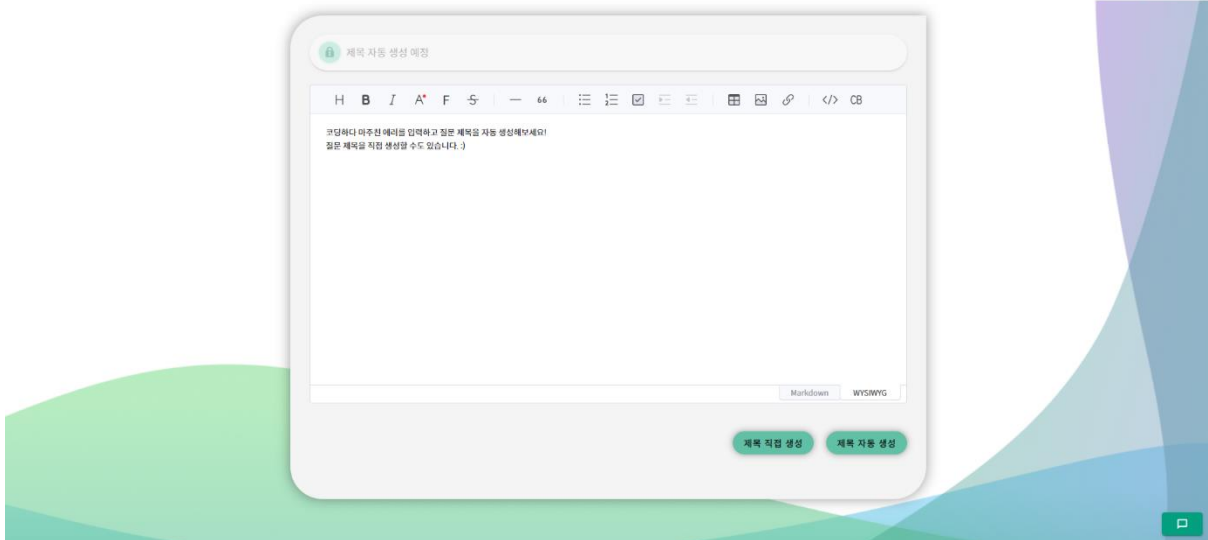 제목 자동 생성 예정
H B I A F S — 66 </> CB
코딩하다 마주친 에러를 입력하고 질문 제목을 자동 생성해보세요!
질문 제목을 직접 생성할 수도 있습니다. :)
Markdown WYSIWYG
제목 직접 생성 제목 자동 생성